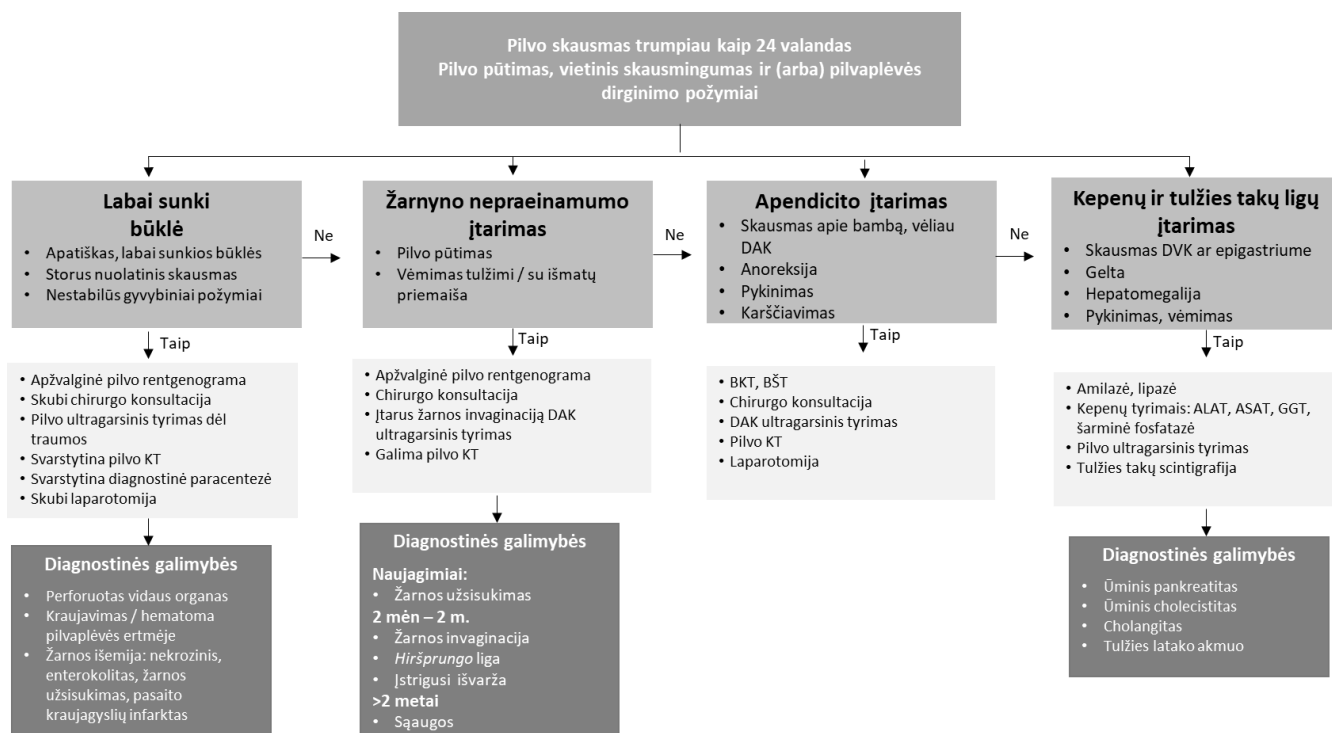 Pilvo skausmas trumpiau kaip 24 valandas
Pilvo pūtimas, vietinis skausmingumas ir (arba) pilvaplėvės
dirginimo požymiai
Labai sunki
būklė
• Apatiškas, labai sunkios būklės
• Storus nuolatinis skausmas
• Nestabilūs gyvybiniai požymiai
Ne
Žarnyno nepraeinamumo
įtarimas
• Pilvo pūtimas
• Vėmimas tulžimi / su išmatų
priemaiša
Ne
Apendicito įtarimas
• Skausmas apie bambą, vėliau
DAK
• Anoreksija
• Pykinimas
• Karščiavimas
Ne
Kepenų ir tulžies takų ligų
įtarimas
• Skausmas DVK ar epigastriume
• Gelta
• Hepatomegalija
• Pykinimas, vėmimas
Taip
Taip
Taip
Taip
• Apžvalginė pilvo rentgenograma
• Skubi chirurgo konsultacija
• Pilvo ultragarsinis tyrimas dėl
traumos
• Svarstytina pilvo KT
• Svarstytina diagnostinė paracentezė
• Skubi laparotomija
• Apžvalginė pilvo rentgenograma
• Chirurgo konsultacija
• Įtarus žarnos invaginaciją DAK
ultragarsinis tyrimas
• Galima pilvo KT
• BKT, BŠT
• Chirurgo konsultacija
• DAK ultragarsinis tyrimas
• Pilvo KT
• Laparotomija
• Amilazė, lipazė
• Kepenų tyrimais: ALAT, ASAT, GGT,
šarminė fosfatazė
• Pilvo ultragarsinis tyrimas
• Tulžies takų scintigrafija
Diagnostinės galimybės
• Perforuotas vidaus organas
• Kraujavimas / hematoma
pilvaplėvės ertmėje
• Žarnos išemija: nekrozinis,
enterokolitas, žarnos
užsisukimas, pasaito
kraujagyslių infarktas
Diagnostinės galimybės
Naujagimiai:
• Žarnos užsisukimas
2 mėn – 2 m.
• Žarnos invaginacija
• Hiršprungo liga
• Įstrigusi išvarža
>2 metai
• Sąaugos
Diagnostinės galimybės
• Ūminis pankreatitas
• Ūminis cholecistitas
• Cholangitas
• Tulžies latako akmuo